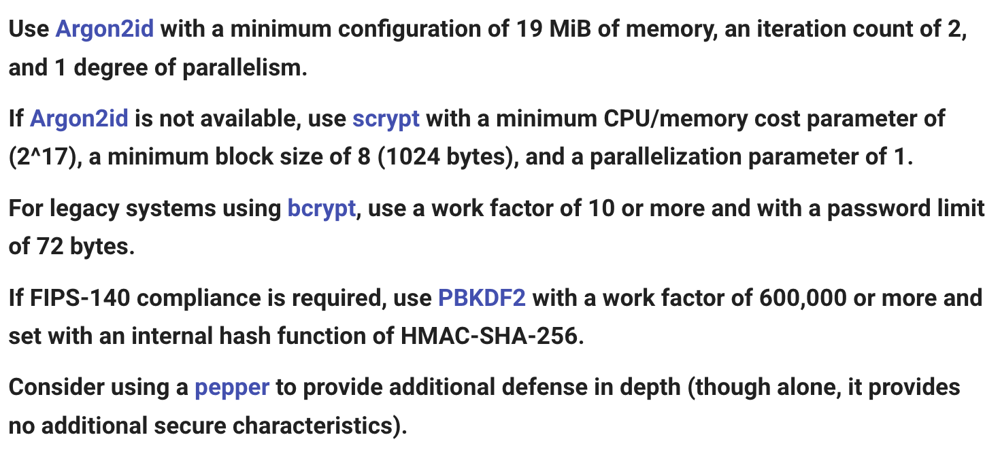 Use Argon2id with a minimum configuration of 19 MiB of memory, an iteration count of 2,
and 1 degree of parallelism.
If Argon2id is not available, use scrypt with a minimum CPU/memory cost parameter of
(2^17), a minimum block size of 8 (1024 bytes), and a parallelization parameter of 1.
For legacy systems using bcrypt, use a work factor of 10 or more and with a password limit
of 72 bytes.
If FIPS-140 compliance is required, use PBKDF2 with a work factor of 600,000 or more and
set with an internal hash function of HMAC-SHA-256.
Consider using a pepper to provide additional defense in depth (though alone, it provides
no additional secure characteristics).